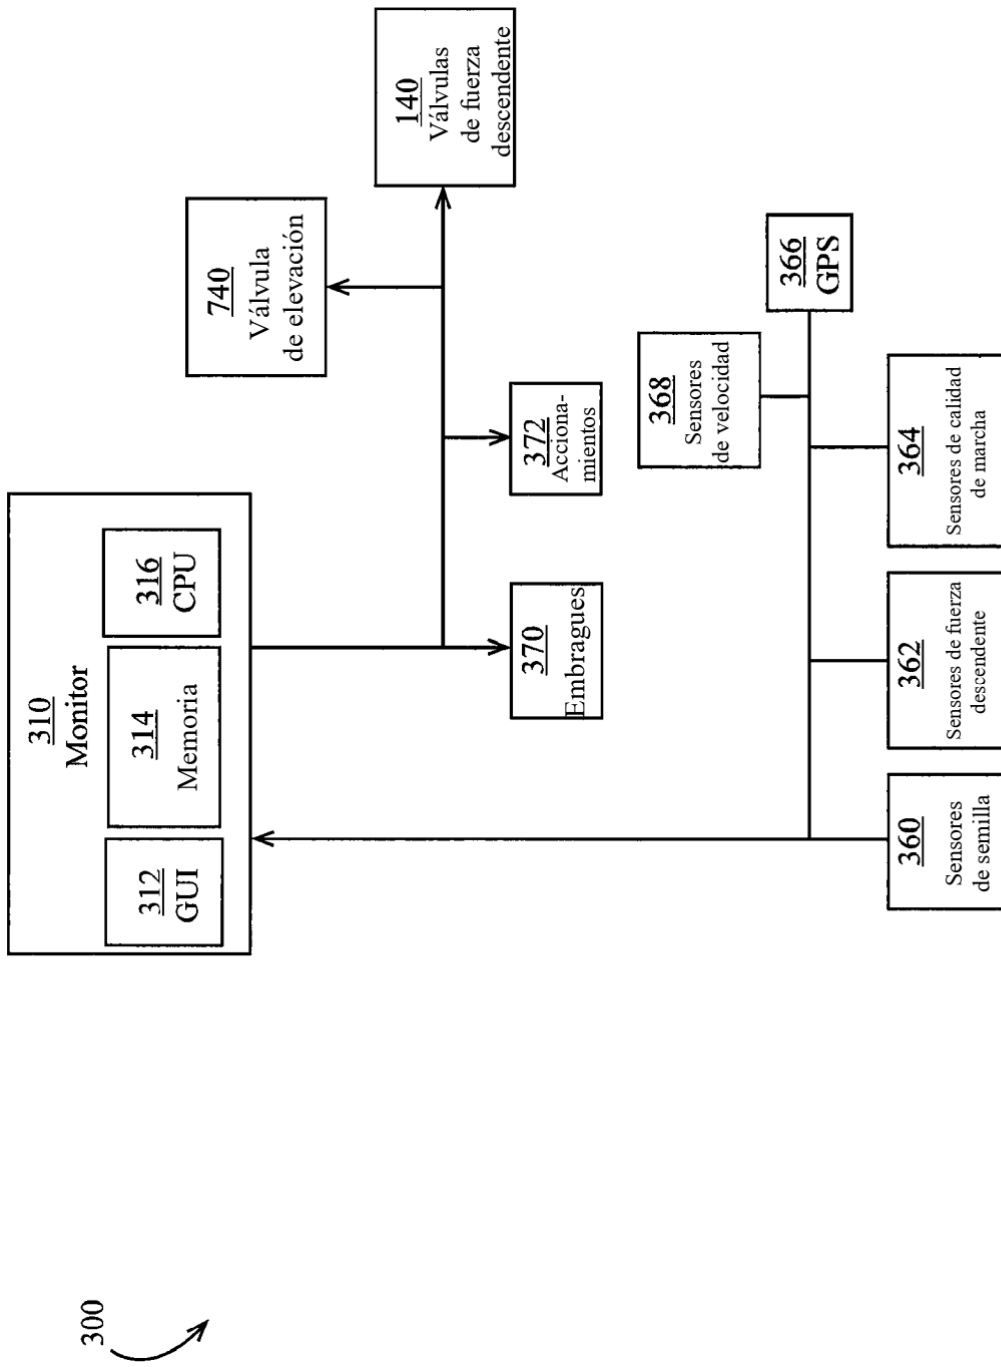 300
310
Monitor
312
GUI
314
Memoria
316
CPU
740
Válvula
de elevación
140
Válvulas
de fuerza
descendente
370
Embragues
372
Acciona-
mientos
368
Sensores
de velocidad
366
GPS
360
Sensores
de semilla
362
Sensores de fuerza
descendente
364
Sensores de calidad
de marcha